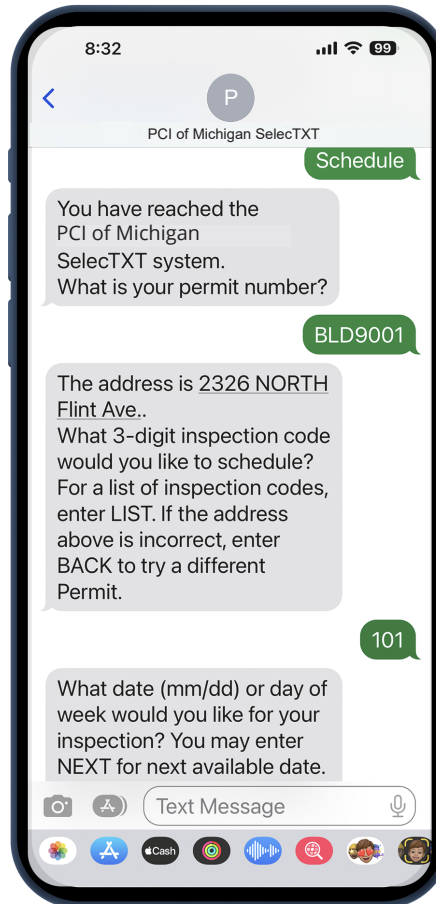 8:32
99
P
PCI of Michigan SelecTXT
Schedule
You have reached the
PCI of Michigan
SelecTXT system.
What is your permit number?
BLD9001
The address is 2326 NORTH
Flint Ave..
What 3-digit inspection code
would you like to schedule?
For a list of inspection codes,
enter LIST. If the address
above is incorrect, enter
BACK to try a different
Permit.
101
What date (mm/dd) or day of
week would you like for your
inspection? You may enter
NEXT for next available date.
Text Message
Cash